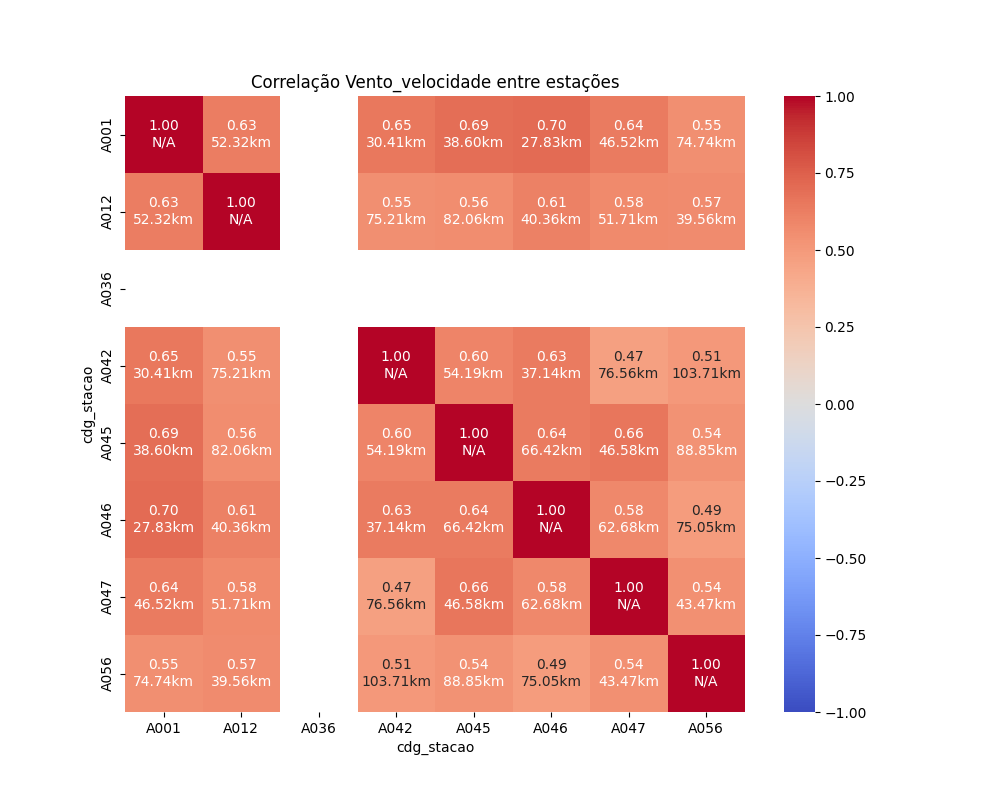 Correlação Vento_velocidade entre estações
cdg_stacao
A001
1.00 0.63 0.65 0.69 0.70 0.64 0.55
N/A 52.32km 30.41km 38.60km 27.83km 46.52km 74.74km
A012
0.63 1.00 0.55 0.56 0.61 0.58 0.57
52.32km N/A 75.21km 82.06km 40.36km 51.71km 39.56km
A036
A042
0.65 0.55 1.00 0.60 0.63 0.47 0.51
30.41km 75.21km N/A 54.19km 37.14km 76.56km 103.71km
A045
0.69 0.56 0.60 1.00 0.64 0.66 0.54
38.60km 82.06km 54.19km N/A 66.42km 46.58km 88.85km
A046
0.70 0.61 0.63 0.64 1.00 0.58 0.49
27.83km 40.36km 37.14km 66.42km N/A 62.68km 75.05km
A047
0.64 0.58 0.47 0.66 0.58 1.00 0.54
46.52km 51.71km 76.56km 46.58km 62.68km N/A 43.47km
A056
0.55 0.57 0.51 0.54 0.49 0.54 1.00
74.74km 39.56km 103.71km 88.85km 75.05km 43.47km N/A
A001 A012 A036 A042 A045 A046 A047 A056
cdg_stacao
1.00
0.75
0.50
0.25
0.00
−0.25
−0.50
−0.75
−1.00